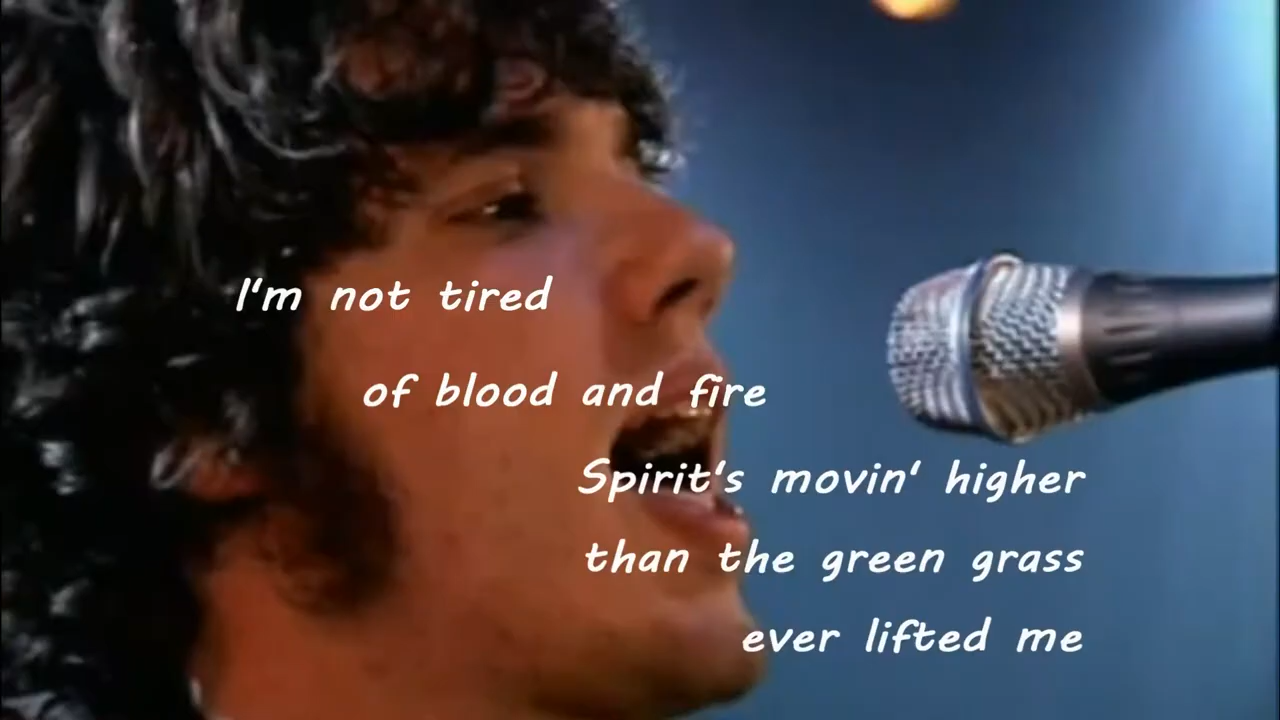 I'm not tired
of blood and fire
Spirit's movin' higher
than the green grass
ever lifted me